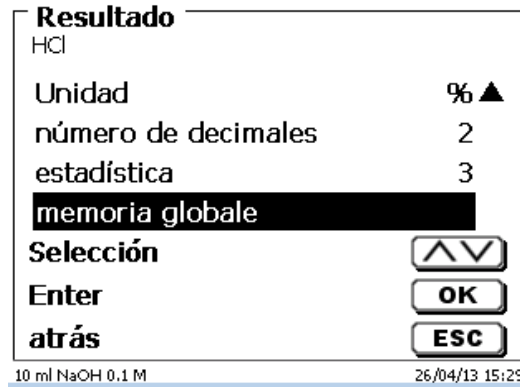 Resultado
HCl
Unidad % ▲
número de decimales 2
estadística 3
memoria globale
Selección
Enter OK
atrás ESC
10 ml NaOH 0.1 M 26/04/13 15:29